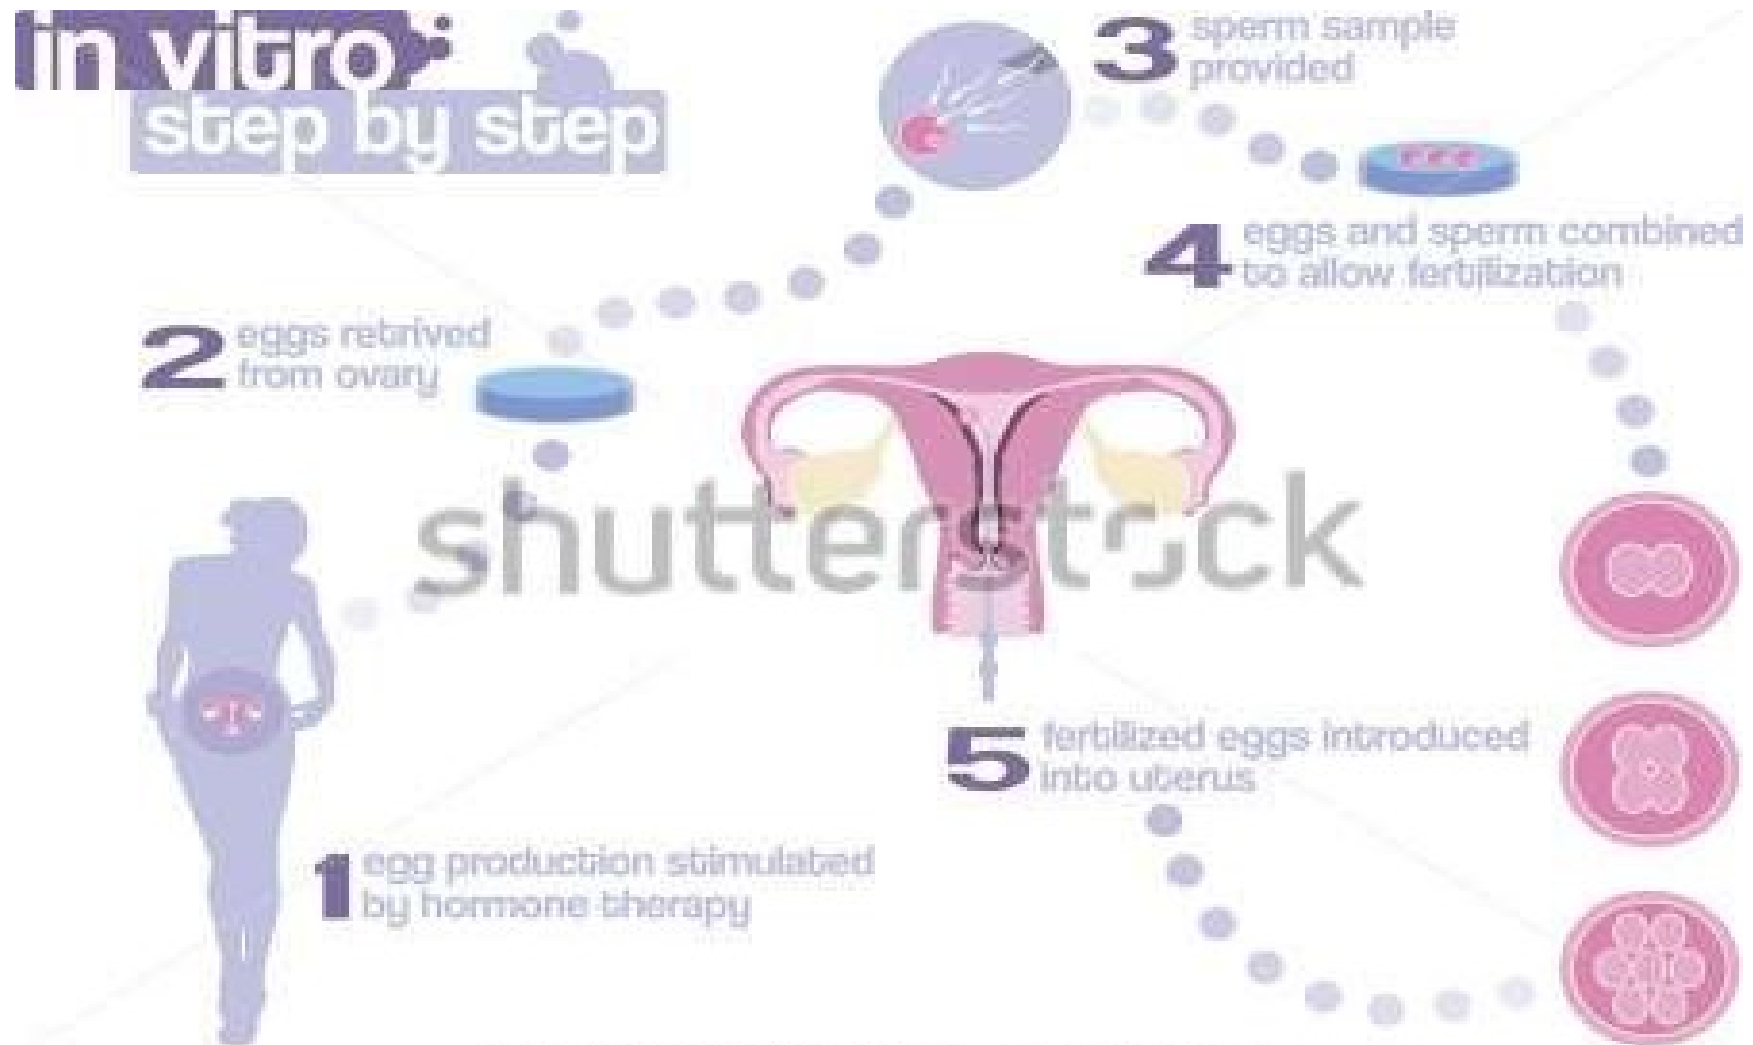 in vitro
step by step
3 sperm sample
provided
4 eggs and sperm combined
to allow fertilization
2 eggs retrived
from ovary
shutterstock
5 fertilized eggs introduced
into uterus
1 egg production stimulated
by hormone therapy